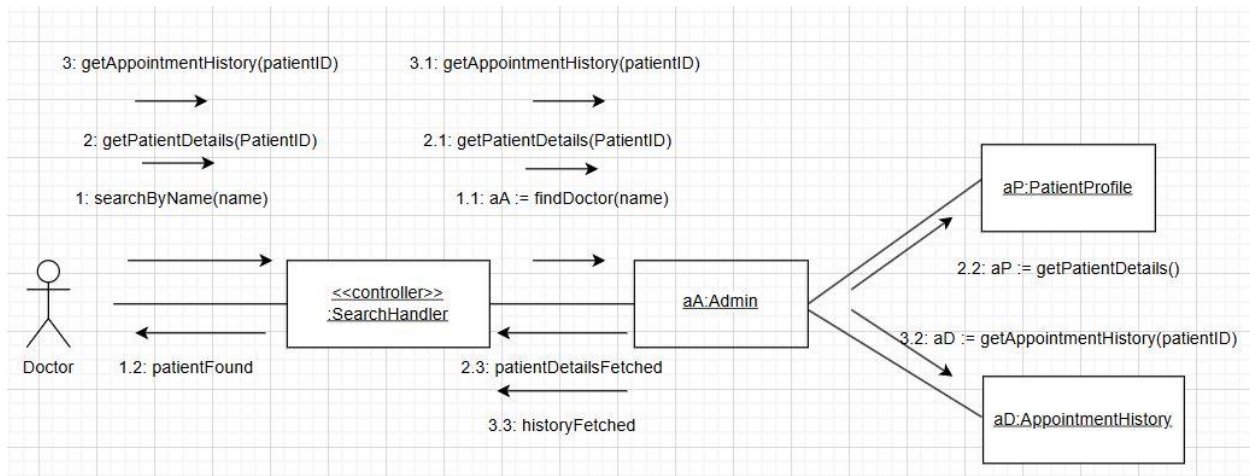 3: getAppointmentHistory(patientID)
3.1: getAppointmentHistory(patientID)
2: getPatientDetails(PatientID)
2.1: getPatientDetails(PatientID)
1: searchByName(name)
1.1: aA := findDoctor(name)
aP:PatientProfile
2.2: aP := getPatientDetails()
<<controller>>
:SearchHandler
aA:Admin
Doctor
1.2: patientFound
2.3: patientDetailsFetched
3.2: aD := getAppointmentHistory(patientID)
3.3: historyFetched
aD:AppointmentHistory